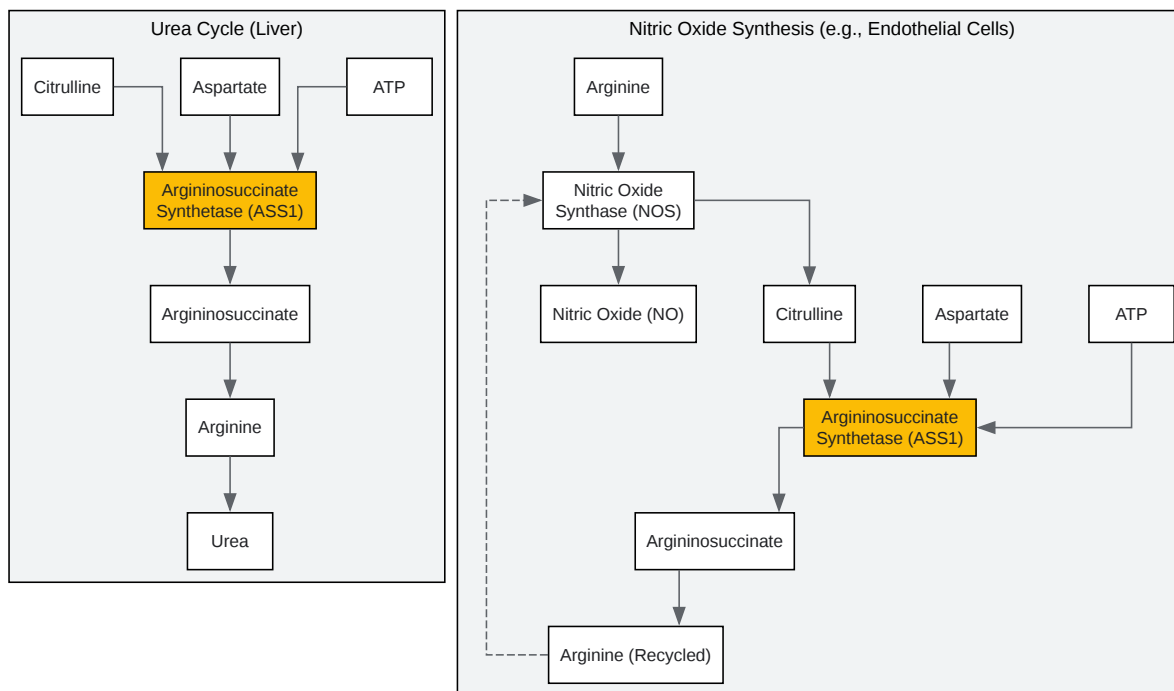 Urea Cycle (Liver)
Citrulline
Aspartate
ATP
Argininosuccinate
Synthetase (ASS1)
Argininosuccinate
Arginine
Urea
Nitric Oxide Synthesis (e.g., Endothelial Cells)
Arginine
Nitric Oxide
Synthase (NOS)
Nitric Oxide (NO)
Citrulline
Aspartate
ATP
Argininosuccinate
Synthetase (ASS1)
Argininosuccinate
Arginine (Recycled)